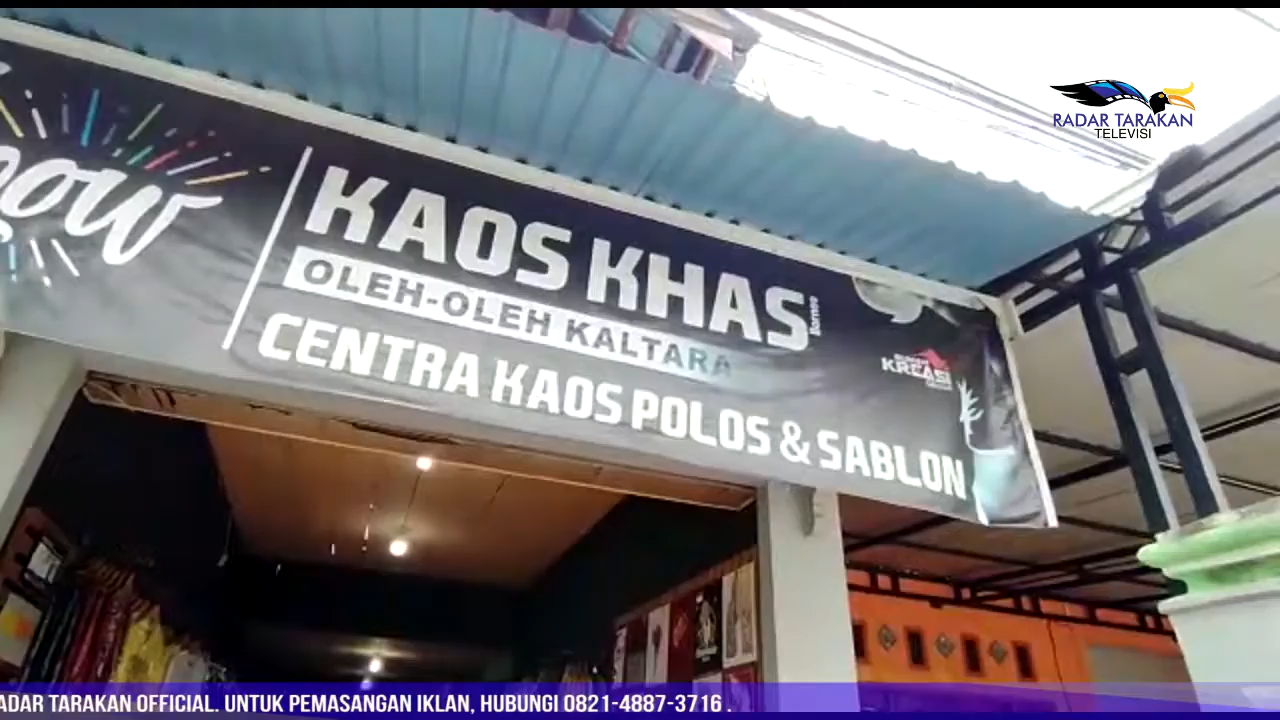 RADAR TARAKAN
TELEVISI
KAOS KHAS
Borneo
OLEH-OLEH KALTARA
CENTRA KAOS POLOS & SABLON
KREASI
ADAR TARAKAN OFFICIAL. UNTUK PEMASANGAN IKLAN, HUBUNGI 0821-4887-3716 .